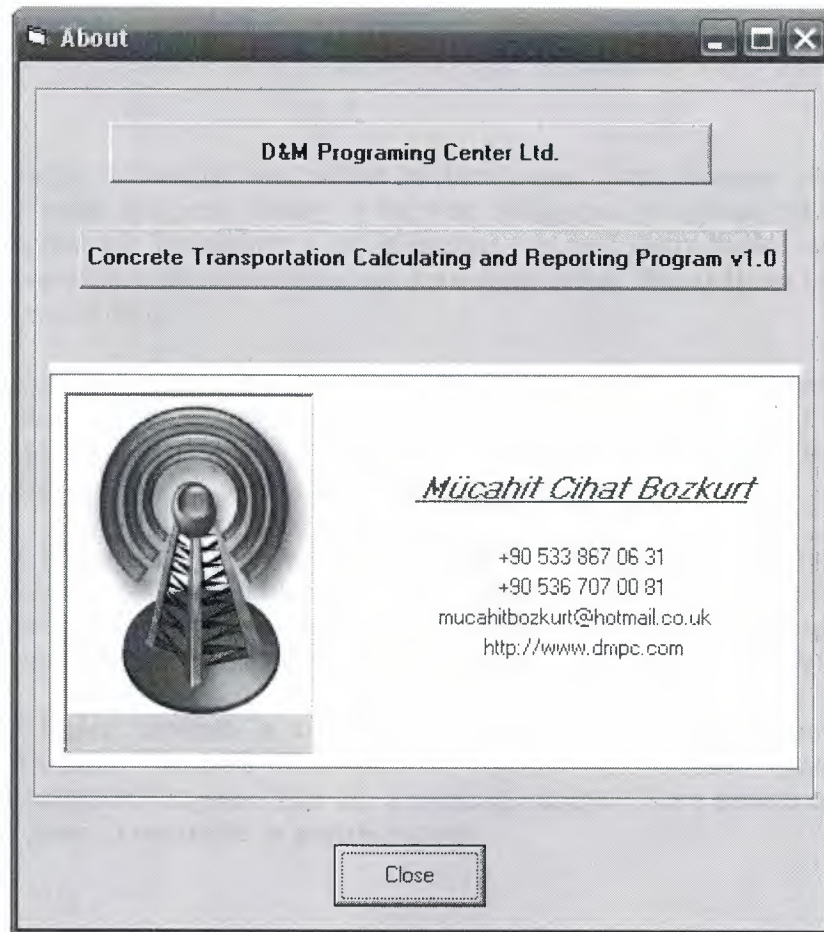 About
D&M Programing Center Ltd.
Concrete Transportation Calculating and Reporting Program v1.0
Mücahit Cihat Bozkurt
+90 533 867 06 31
+90 536 707 00 81
mucahitbozkurt@hotmail.co.uk
http://www.dmpc.com
Close